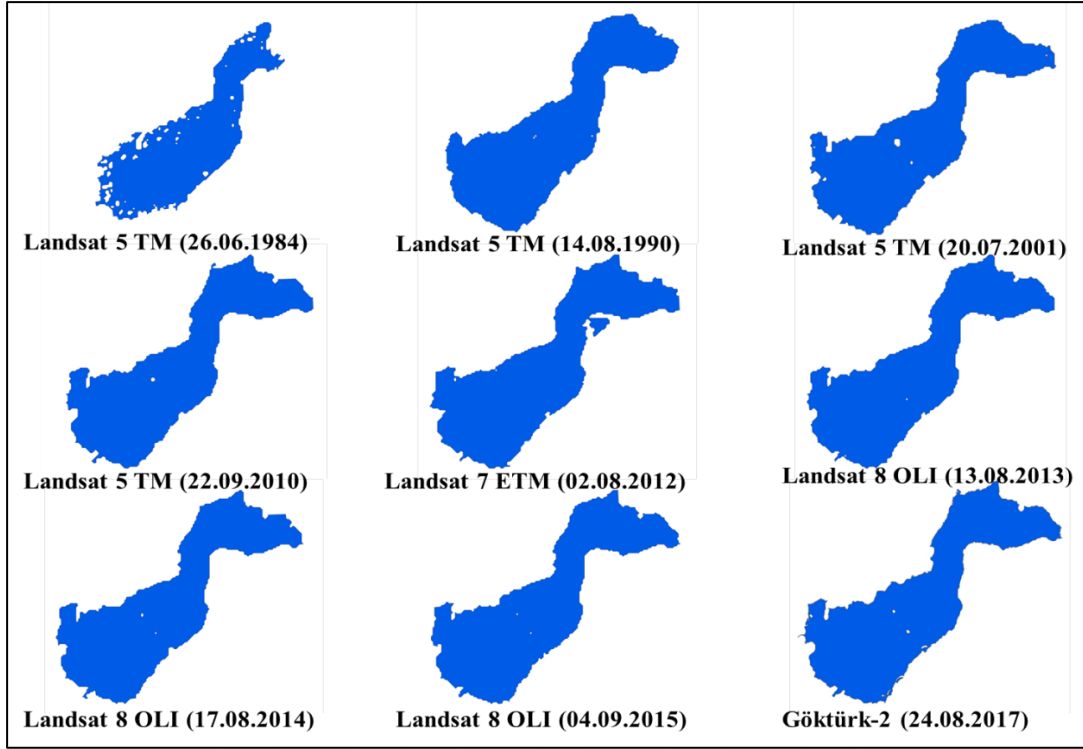 Landsat 5 TM (26.06.1984)
Landsat 5 TM (14.08.1990)
Landsat 5 TM (20.07.2001)
Landsat 5 TM (22.09.2010)
Landsat 7 ETM (02.08.2012)
Landsat 8 OLI (13.08.2013)
Landsat 8 OLI (17.08.2014)
Landsat 8 OLI (04.09.2015)
Göktürk-2 (24.08.2017)